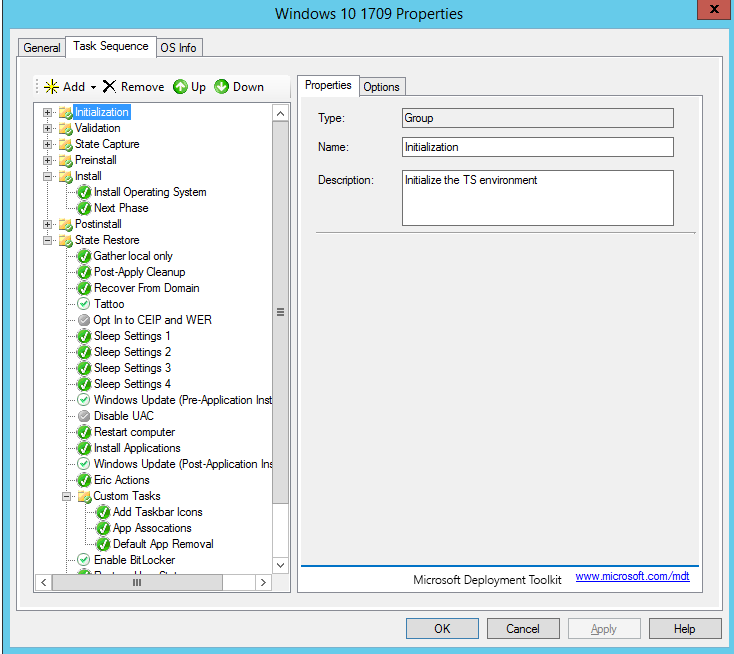 Windows 10 1709 Properties
x
General Task Sequence OS Info
Add Remove Up Down
Initialization
Validation
State Capture
Preinstall
Install
Install Operating System
Next Phase
Postinstall
State Restore
Gather local only
Post-Apply Cleanup
Recover From Domain
Tattoo
Opt In to CEIP and WER
Sleep Settings 1
Sleep Settings 2
Sleep Settings 3
Sleep Settings 4
Windows Update (Pre-Application Inst
Disable UAC
Restart computer
Install Applications
Windows Update (Post-Application Ins
Eric Actions
Custom Tasks
Add Taskbar Icons
App Assocations
Default App Removal
Enable BitLocker
Properties Options
Type: Group
Name: Initialization
Description: Initialize the TS environment
Microsoft Deployment Toolkit www.microsoft.com/mdt
OK Cancel Apply Help